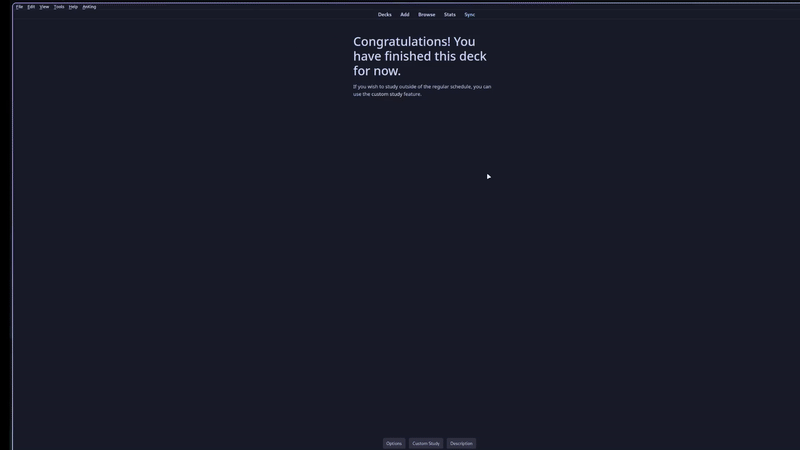 File Edit View Tools Help AnKing
Decks Add Browse Stats Sync
Congratulations! You
have finished this deck
for now.
If you wish to study outside of the regular schedule, you can
use the custom study feature.
Options Custom Study Description